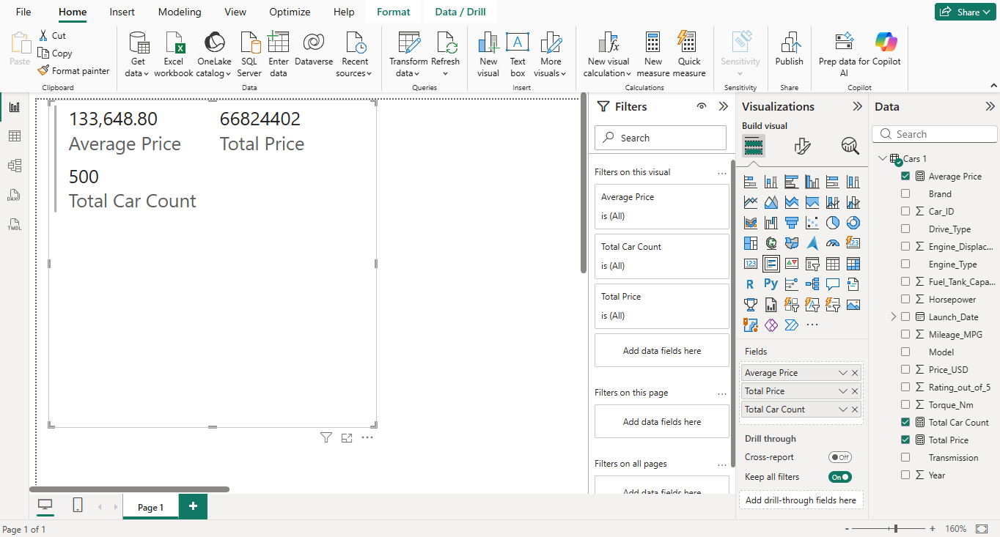 File Home Insert Modeling View Optimize Help Format Data / Drill Share
Paste
Cut
Copy
Format painter
Clipboard
Get data
Excel workbook
OneLake catalog
SQL Server
Enter data
Dataverse
Recent sources
Data
Transform data
Refresh
Queries
New visual
Text box
A
More visuals
Insert
New visual calculation
New measure
Quick measure
Calculations
Sensitivity
Sensitivity
Publish
Share
Prep data for AI
Copilot
Copilot
DAX
TMDL
133,648.80
Average Price
66824402
Total Price
500
Total Car Count
Filters
Search
Filters on this visual ...
Average Price
is (All)
Total Car Count
is (All)
Total Price
is (All)
Add data fields here
Filters on this page ...
Add data fields here
Filters on all pages ...
Add data fields here
Visualizations
Build visual
123
123
R Py
Fields
Average Price
Total Price
Total Car Count
Drill through
Cross-report Off
Keep all filters On
Add drill-through fields here
Data
Search
Cars 1
Average Price
Brand
Σ Car_ID
Drive_Type
Σ Engine_Displac...
Engine_Type
Σ Fuel_Tank_Capa...
Σ Horsepower
Launch_Date
Σ Mileage_MPG
Model
Σ Price_USD
Σ Rating_out_of_5
Σ Torque_Nm
Total Car Count
Total Price
Transmission
Σ Year
Page 1 +
Page 1 of 1
- + 160%